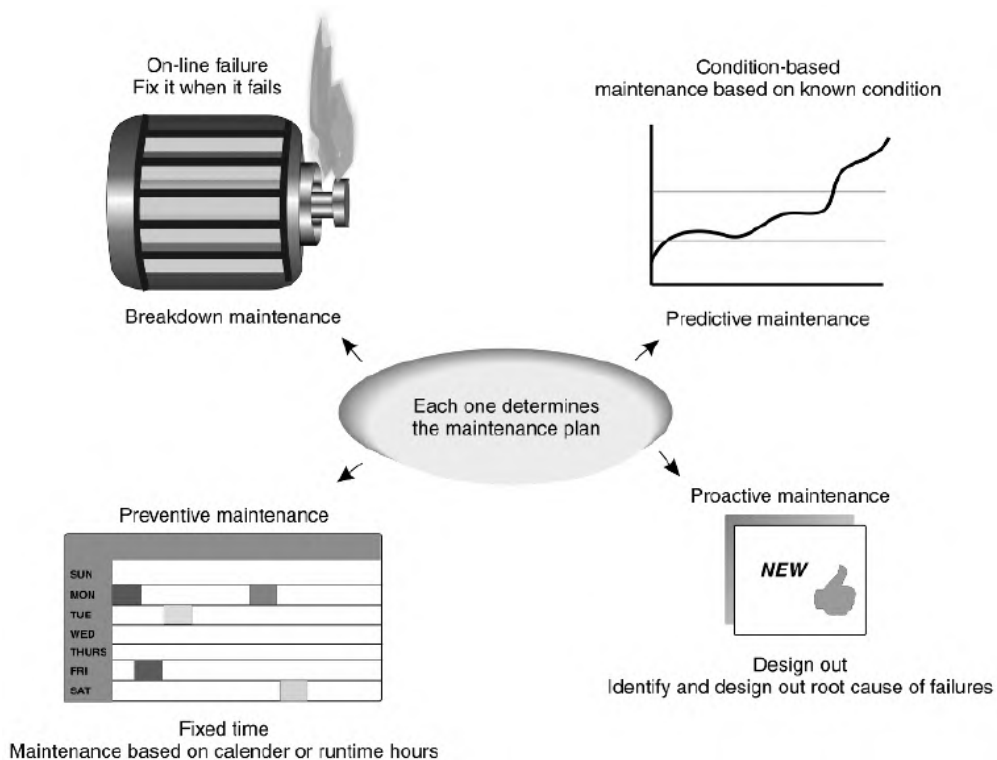 On-line failure
Fix it when it fails
Breakdown maintenance
Condition-based
maintenance based on known condition
Predictive maintenance
Each one determines
the maintenance plan
Preventive maintenance
SUN
MON
TUE
WED
THURS
FRI
SAT
Fixed time
Maintenance based on calender or runtime hours
Proactive maintenance
NEW
Design out
Identify and design out root cause of failures